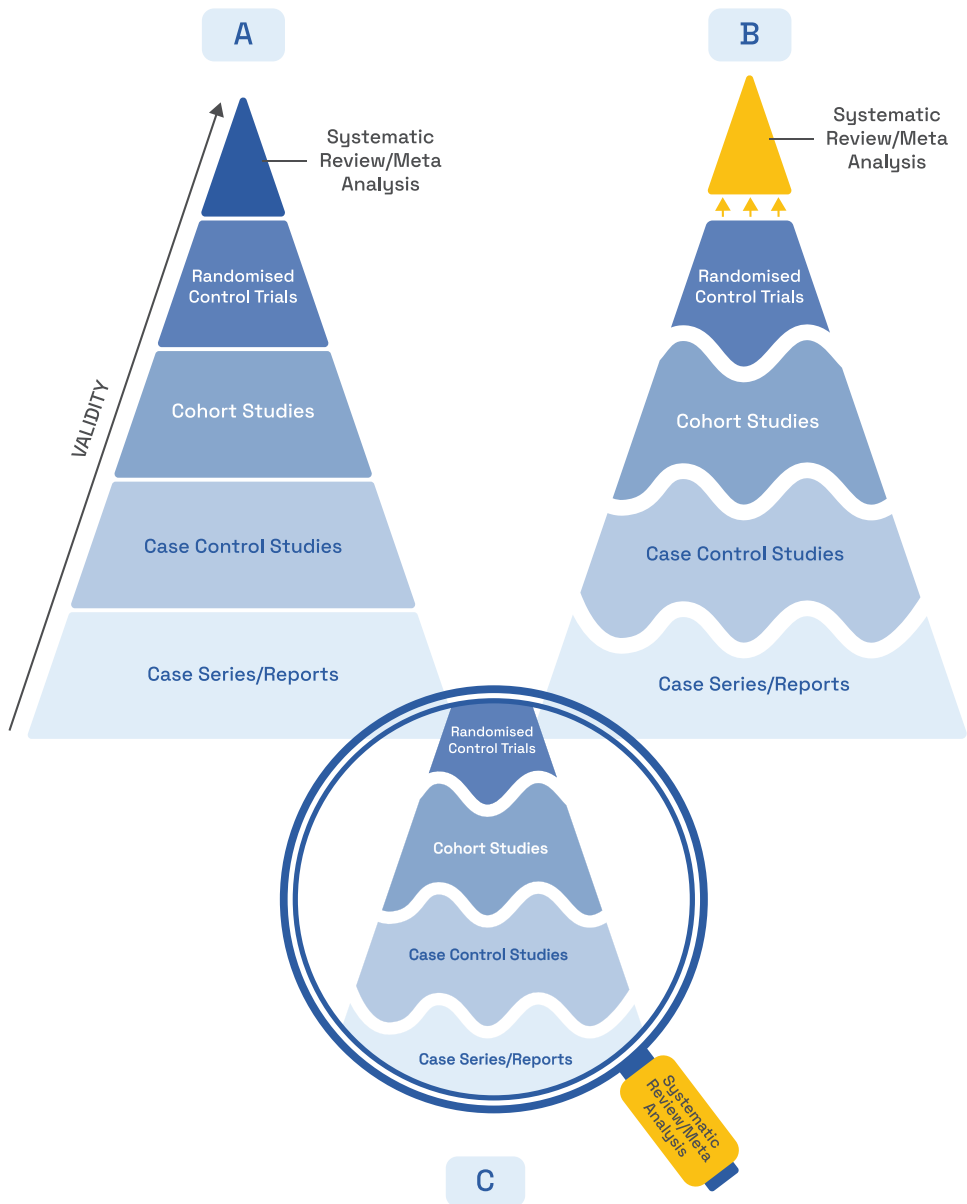 A
Systematic
Review/Meta
Analysis
Randomised
Control Trials
Cohort Studies
Case Control Studies
Case Series/Reports
VALIDITY
B
Systematic
Review/Meta
Analysis
Randomised
Control Trials
Cohort Studies
Case Control Studies
Case Series/Reports
Randomised
Control Trials
Cohort Studies
Case Control Studies
Case Series/Reports
Systematic
Review/Meta
Analysis
C